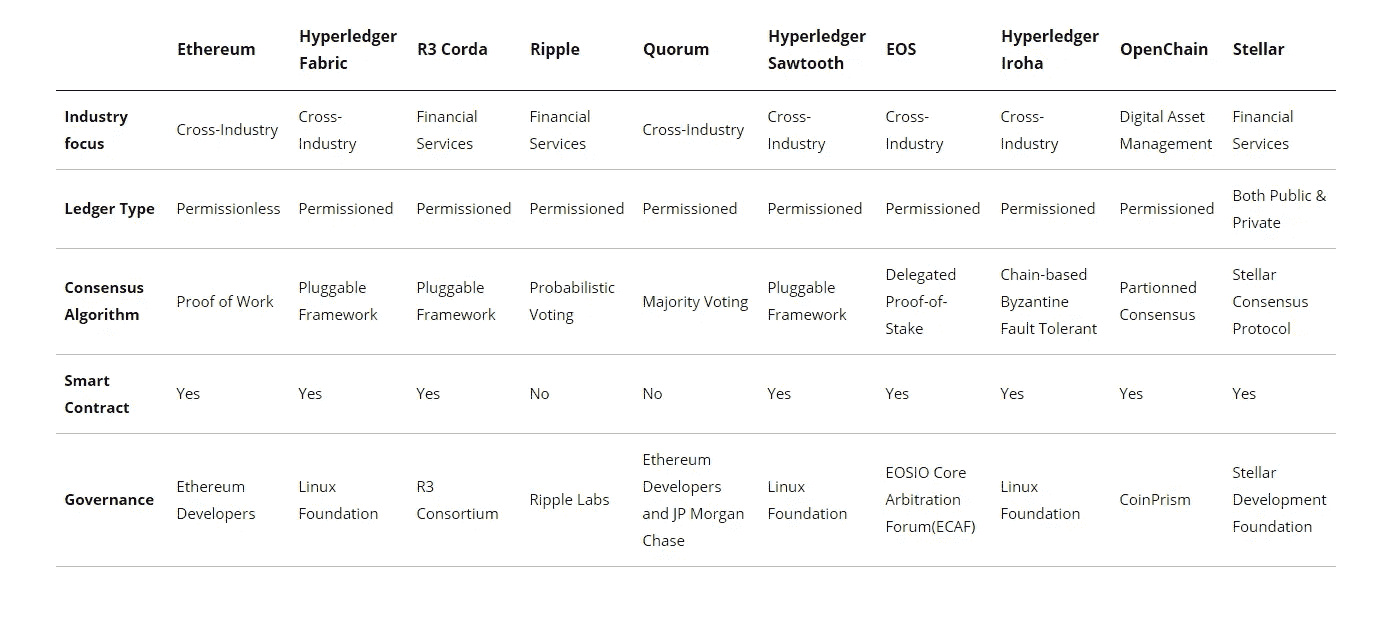 Ethereum Hyperledger Fabric R3 Corda Ripple Quorum Hyperledger Sawtooth EOS Hyperledger Iroha OpenChain Stellar
Industry focus Cross-Industry Cross-Industry Financial Services Financial Services Cross-Industry Cross-Industry Cross-Industry Cross-Industry Digital Asset Management Financial Services
Ledger Type Permissionless Permissioned Permissioned Permissioned Permissioned Permissioned Permissioned Permissioned Permissioned Both Public & Private
Consensus Algorithm Proof of Work Pluggable Framework Pluggable Framework Probabilistic Voting Majority Voting Pluggable Framework Delegated Proof-of-Stake Chain-based Byzantine Fault Tolerant Partionned Consensus Stellar Consensus Protocol
Smart Contract Yes Yes Yes No No Yes Yes Yes Yes Yes
Governance Ethereum Developers Linux Foundation R3 Consortium Ripple Labs Ethereum Developers and JP Morgan Chase Linux Foundation EOSIO Core Arbitration Forum(ECAF) Linux Foundation CoinPrism Stellar Development Foundation